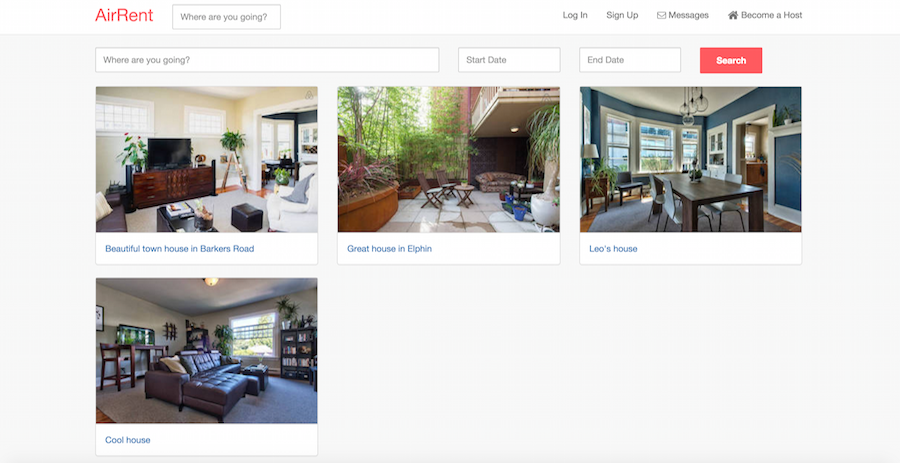 AirRent
Where are you going?
Log In
Sign Up
Messages
Become a Host
Where are you going?
Start Date
End Date
Search
Beautiful town house in Barkers Road
Great house in Elphin
Leo's house
Cool house